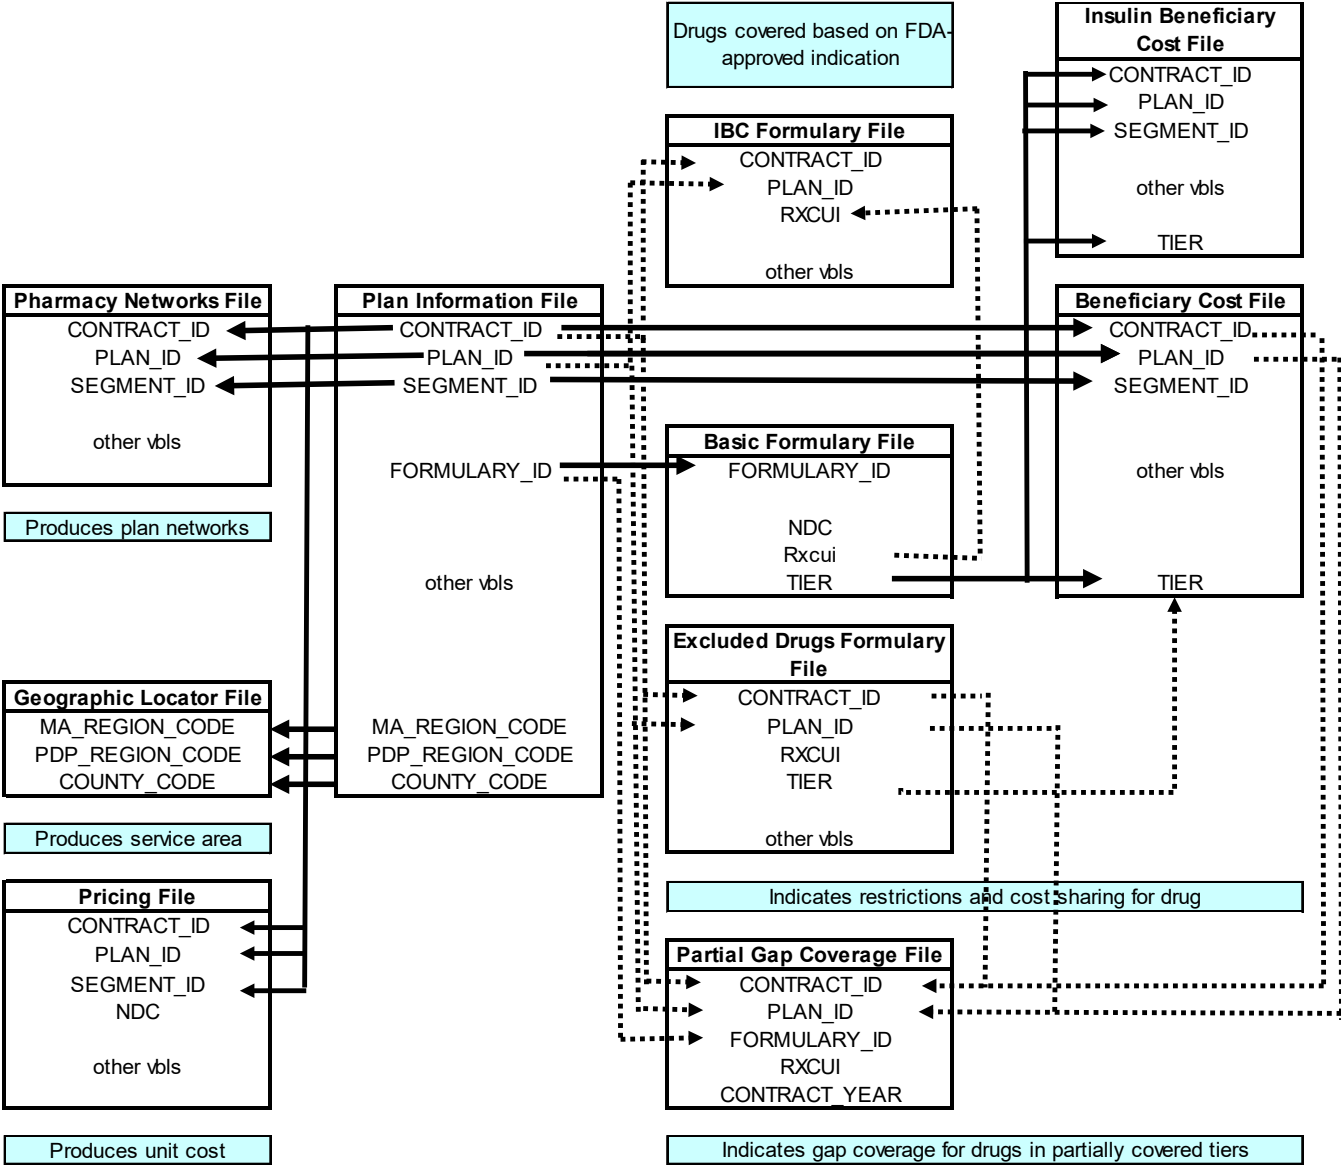 Drugs covered based on FDA-
approved indication
Insulin Beneficiary
Cost File
CONTRACT_ID
PLAN_ID
SEGMENT_ID
other vbls
TIER
IBC Formulary File
CONTRACT_ID
PLAN_ID
RXCUI
other vbls
Pharmacy Networks File
CONTRACT_ID
PLAN_ID
SEGMENT_ID
other vbls
Produces plan networks
Plan Information File
CONTRACT_ID
PLAN_ID
SEGMENT_ID
FORMULARY_ID
other vbls
MA_REGION_CODE
PDP_REGION_CODE
COUNTY_CODE
Beneficiary Cost File
CONTRACT_ID
PLAN_ID
SEGMENT_ID
other vbls
TIER
Basic Formulary File
FORMULARY_ID
NDC
Rxcui
TIER
Excluded Drugs Formulary
File
CONTRACT_ID
PLAN_ID
RXCUI
TIER
other vbls
Geographic Locator File
MA_REGION_CODE
PDP_REGION_CODE
COUNTY_CODE
Produces service area
Indicates restrictions and cost sharing for drug
Pricing File
CONTRACT_ID
PLAN_ID
SEGMENT_ID
NDC
other vbls
Produces unit cost
Partial Gap Coverage File
CONTRACT_ID
PLAN_ID
FORMULARY_ID
RXCUI
CONTRACT_YEAR
Indicates gap coverage for drugs in partially covered tiers